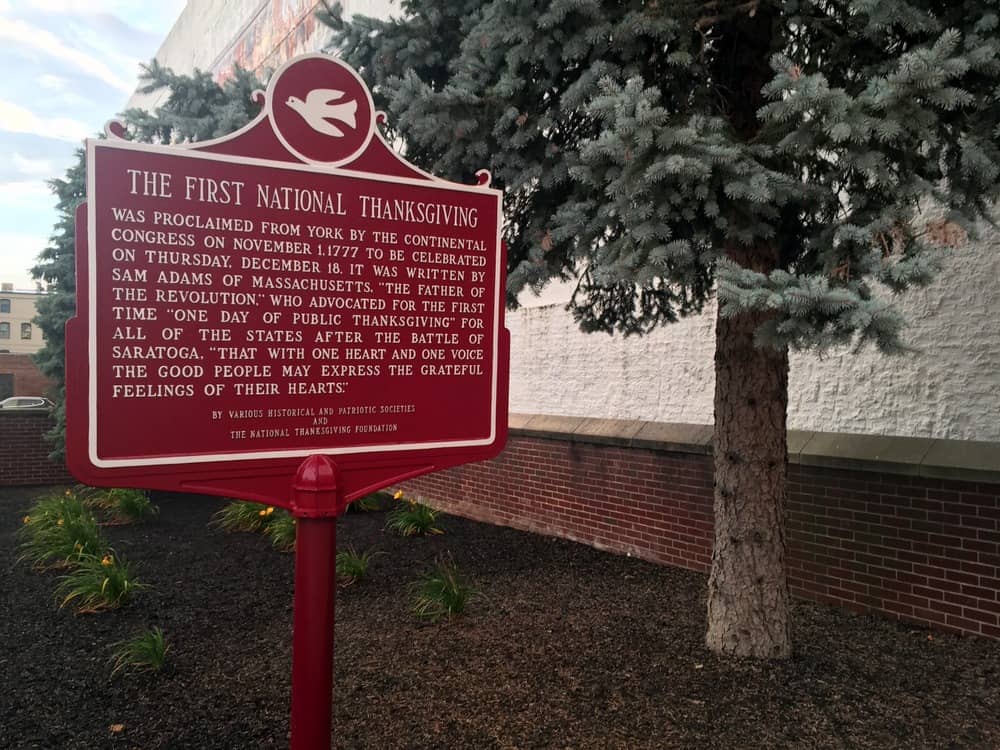 THE FIRST NATIONAL THANKSGIVING
WAS PROCLAIMED FROM YORK BY THE CONTINENTAL
CONGRESS ON NOVEMBER 1, 1777 TO BE CELEBRATED
ON THURSDAY, DECEMBER 18. IT WAS WRITTEN BY
SAM ADAMS OF MASSACHUSETTS, "THE FATHER OF
THE REVOLUTION," WHO ADVOCATED FOR THE FIRST
TIME "ONE DAY OF PUBLIC THANKSGIVING" FOR
ALL OF THE STATES AFTER THE BATTLE OF
SARATOGA, "THAT WITH ONE HEART AND ONE VOICE
THE GOOD PEOPLE MAY EXPRESS THE GRATEFUL
FEELINGS OF THEIR HEARTS."
BY VARIOUS HISTORICAL AND PATRIOTIC SOCIETIES
AND
THE NATIONAL THANKSGIVING FOUNDATION